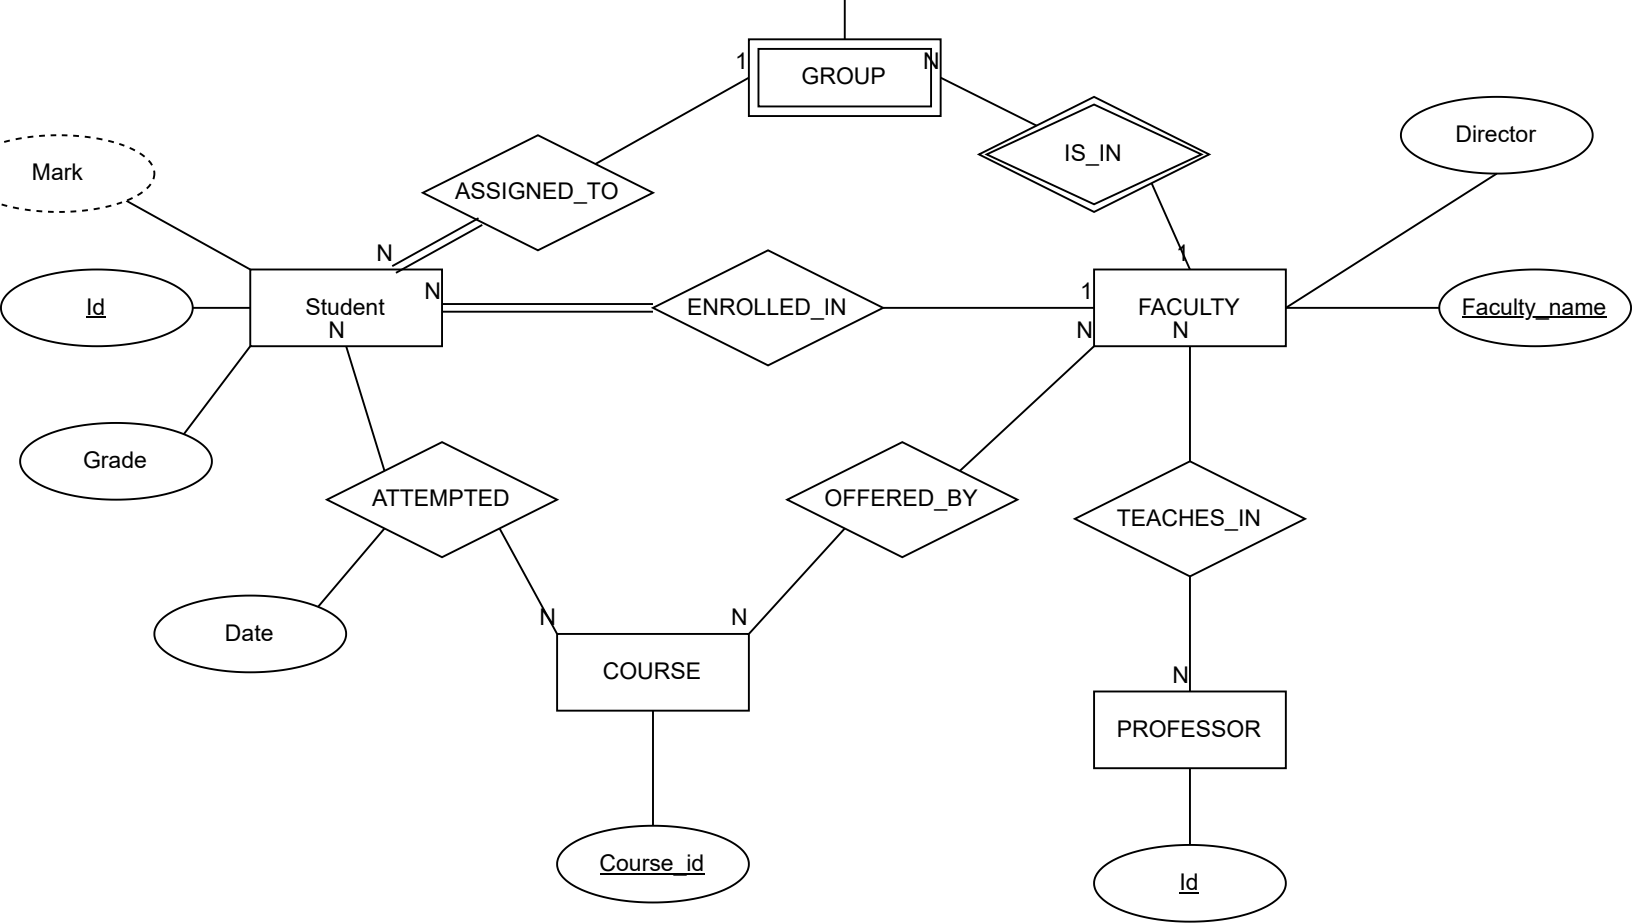 1
GROUP
N
IS_IN
Director
Mark
ASSIGNED_TO
N
1
Id
Student
N
ENROLLED_IN
1
FACULTY
Faculty_name
N
N
N
Grade
ATTEMPTED
OFFERED_BY
TEACHES_IN
Date
N
N
COURSE
N
PROFESSOR
Course_id
Id